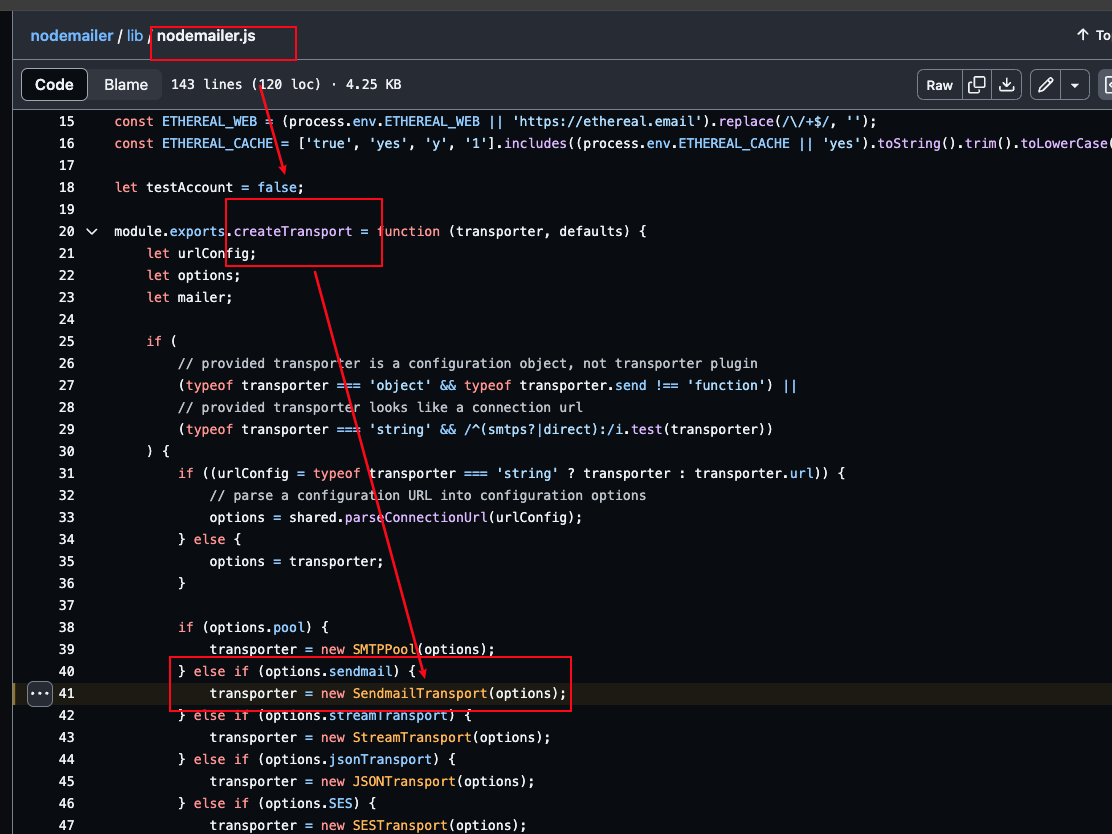 nodemailer / lib / nodemailer.js
To
Code Blame 143 lines (120 loc) · 4.25 KB Raw
15 const ETHEREAL_WEB = (process.env.ETHEREAL_WEB || 'https://ethereal.email').replace(/\/+$/, '');
16 const ETHEREAL_CACHE = ['true', 'yes', 'y', '1'].includes((process.env.ETHEREAL_CACHE || 'yes').toString().trim().toLowerCase(
17
18 let testAccount = false;
19
20 module.exports.createTransport = function (transporter, defaults) {
21 let urlConfig;
22 let options;
23 let mailer;
24
25 if (
26 // provided transporter is a configuration object, not transporter plugin
27 (typeof transporter === 'object' && typeof transporter.send !== 'function') ||
28 // provided transporter looks like a connection url
29 (typeof transporter === 'string' && /^(smtps?|direct):/i.test(transporter))
30 ) {
31 if ((urlConfig = typeof transporter === 'string' ? transporter : transporter.url)) {
32 // parse a configuration URL into configuration options
33 options = shared.parseConnectionUrl(urlConfig);
34 } else {
35 options = transporter;
36 }
37
38 if (options.pool) {
39 transporter = new SMTPPool(options);
40 } else if (options.sendmail) {
41 transporter = new SendmailTransport(options);
42 } else if (options.streamTransport) {
43 transporter = new StreamTransport(options);
44 } else if (options.jsonTransport) {
45 transporter = new JSONTransport(options);
46 } else if (options.SES) {
47 transporter = new SESTransport(options);